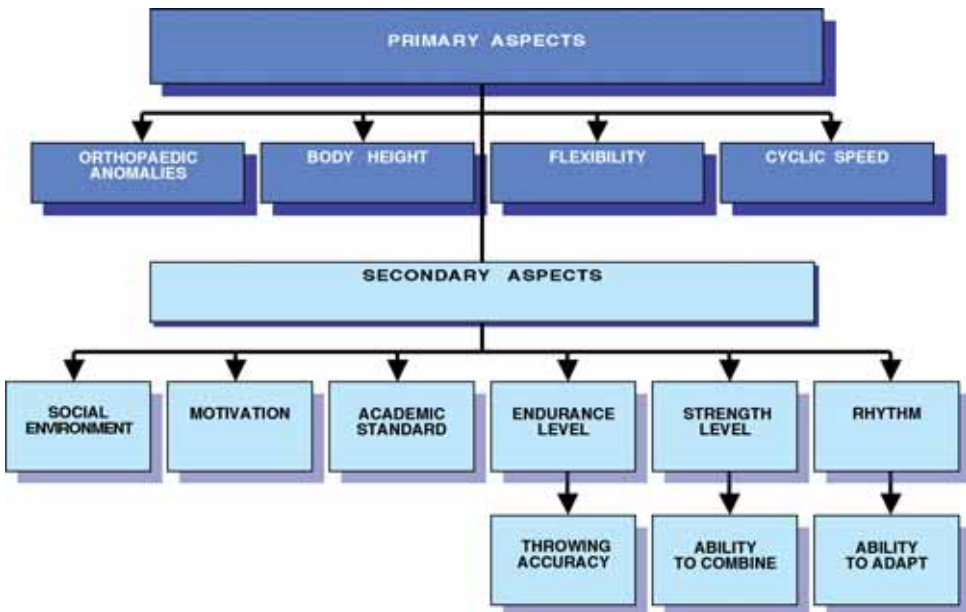 PRIMARY ASPECTS
ORTHOPAEDIC
ANOMALIES
BODY HEIGHT
FLEXIBILITY
CYCLIC SPEED
SECONDARY ASPECTS
SOCIAL
ENVIRONMENT
MOTIVATION
ACADEMIC
STANDARD
ENDURANCE
LEVEL
STRENGTH
LEVEL
RHYTHM
THROWING
ACCURACY
ABILITY
TO COMBINE
ABILITY
TO ADAPT